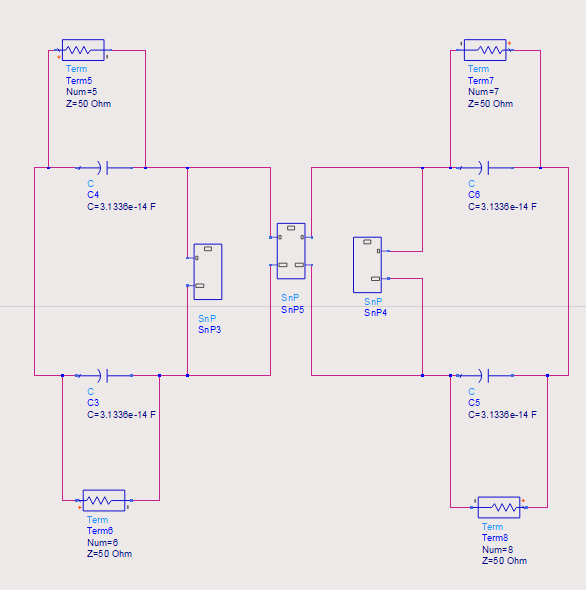 Term
Term5
Num=5
Z=50 Ohm
Term
Term7
Num=7
Z=50 Ohm
C
C4
C=3.1336e-14 F
C
C6
C=3.1336e-14 F
SnP
SnP3
SnP
SnP5
SnP
SnP4
C
C3
C=3.1336e-14 F
C
C5
C=3.1336e-14 F
Term
Term6
Num=6
Z=50 Ohm
Term
Term8
Num=8
Z=50 Ohm